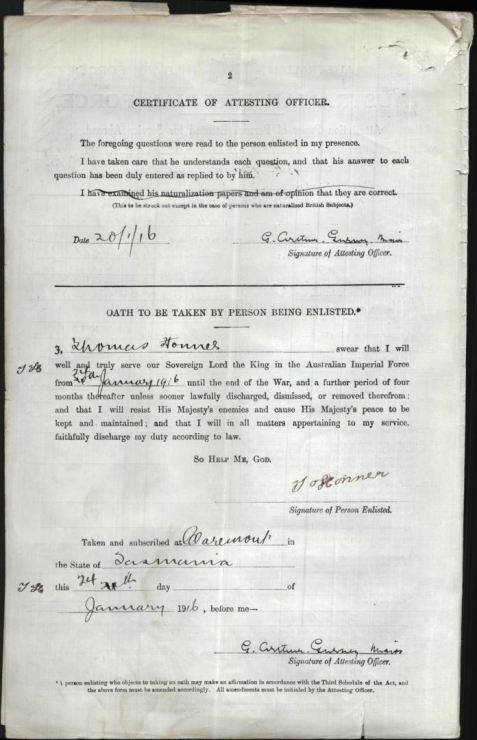 2
CERTIFICATE OF ATTESTING OFFICER.
The foregoing questions were read to the person enlisted in my presence.
I have taken care that he understands each question, and that his answer to each
question has been duly entered as replied to by him.
I have examined his naturalization papers and am of opinion that they are correct.
(This to be struck out except in the case of persons who are naturalized British Subjects.)
Date 20/1/16
Signature of Attesting Officer.
OATH TO BE TAKEN BY PERSON BEING ENLISTED.*
3, Thomas Honner swear that I will
well and truly serve our Sovereign Lord the King in the Australian Imperial Force
from January 1916 until the end of the War, and a further period of four
months thereafter unless sooner lawfully discharged, dismissed, or removed therefrom;
and that I will resist His Majesty's enemies and cause His Majesty's peace to be
kept and maintained; and that I will in all matters appertaining to my service,
faithfully discharge my duty according to law.
SO HELP ME, GOD.
T Honner
Signature of Person Enlisted.
Taken and subscribed at Claremont in
the State of Tasmania
this 24 th day of
January 1916, before me—
Signature of Attesting Officer.
*A person enlisting who objects to taking an oath may make an affirmation in accordance with the Third Schedule of the Act, and
the above form must be amended accordingly. All amendments must be initialed by the Attesting Officer.